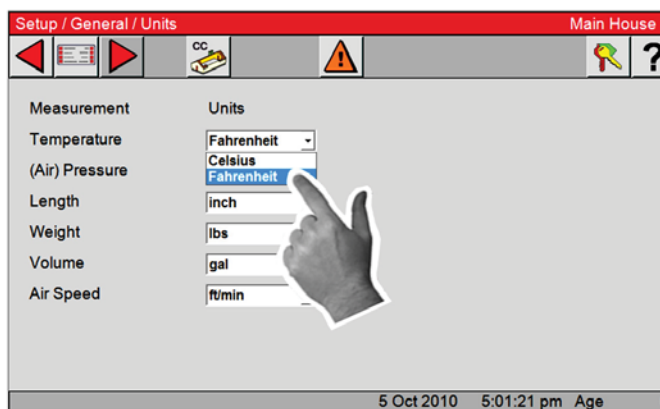 Setup / General / Units Main House
CC ?
Measurement Units
Temperature Fahrenheit
Celsius
(Air) Pressure Fahrenheit
Length inch
Weight lbs
Volume gal
Air Speed ft/min
5 Oct 2010 5:01:21 pm Age